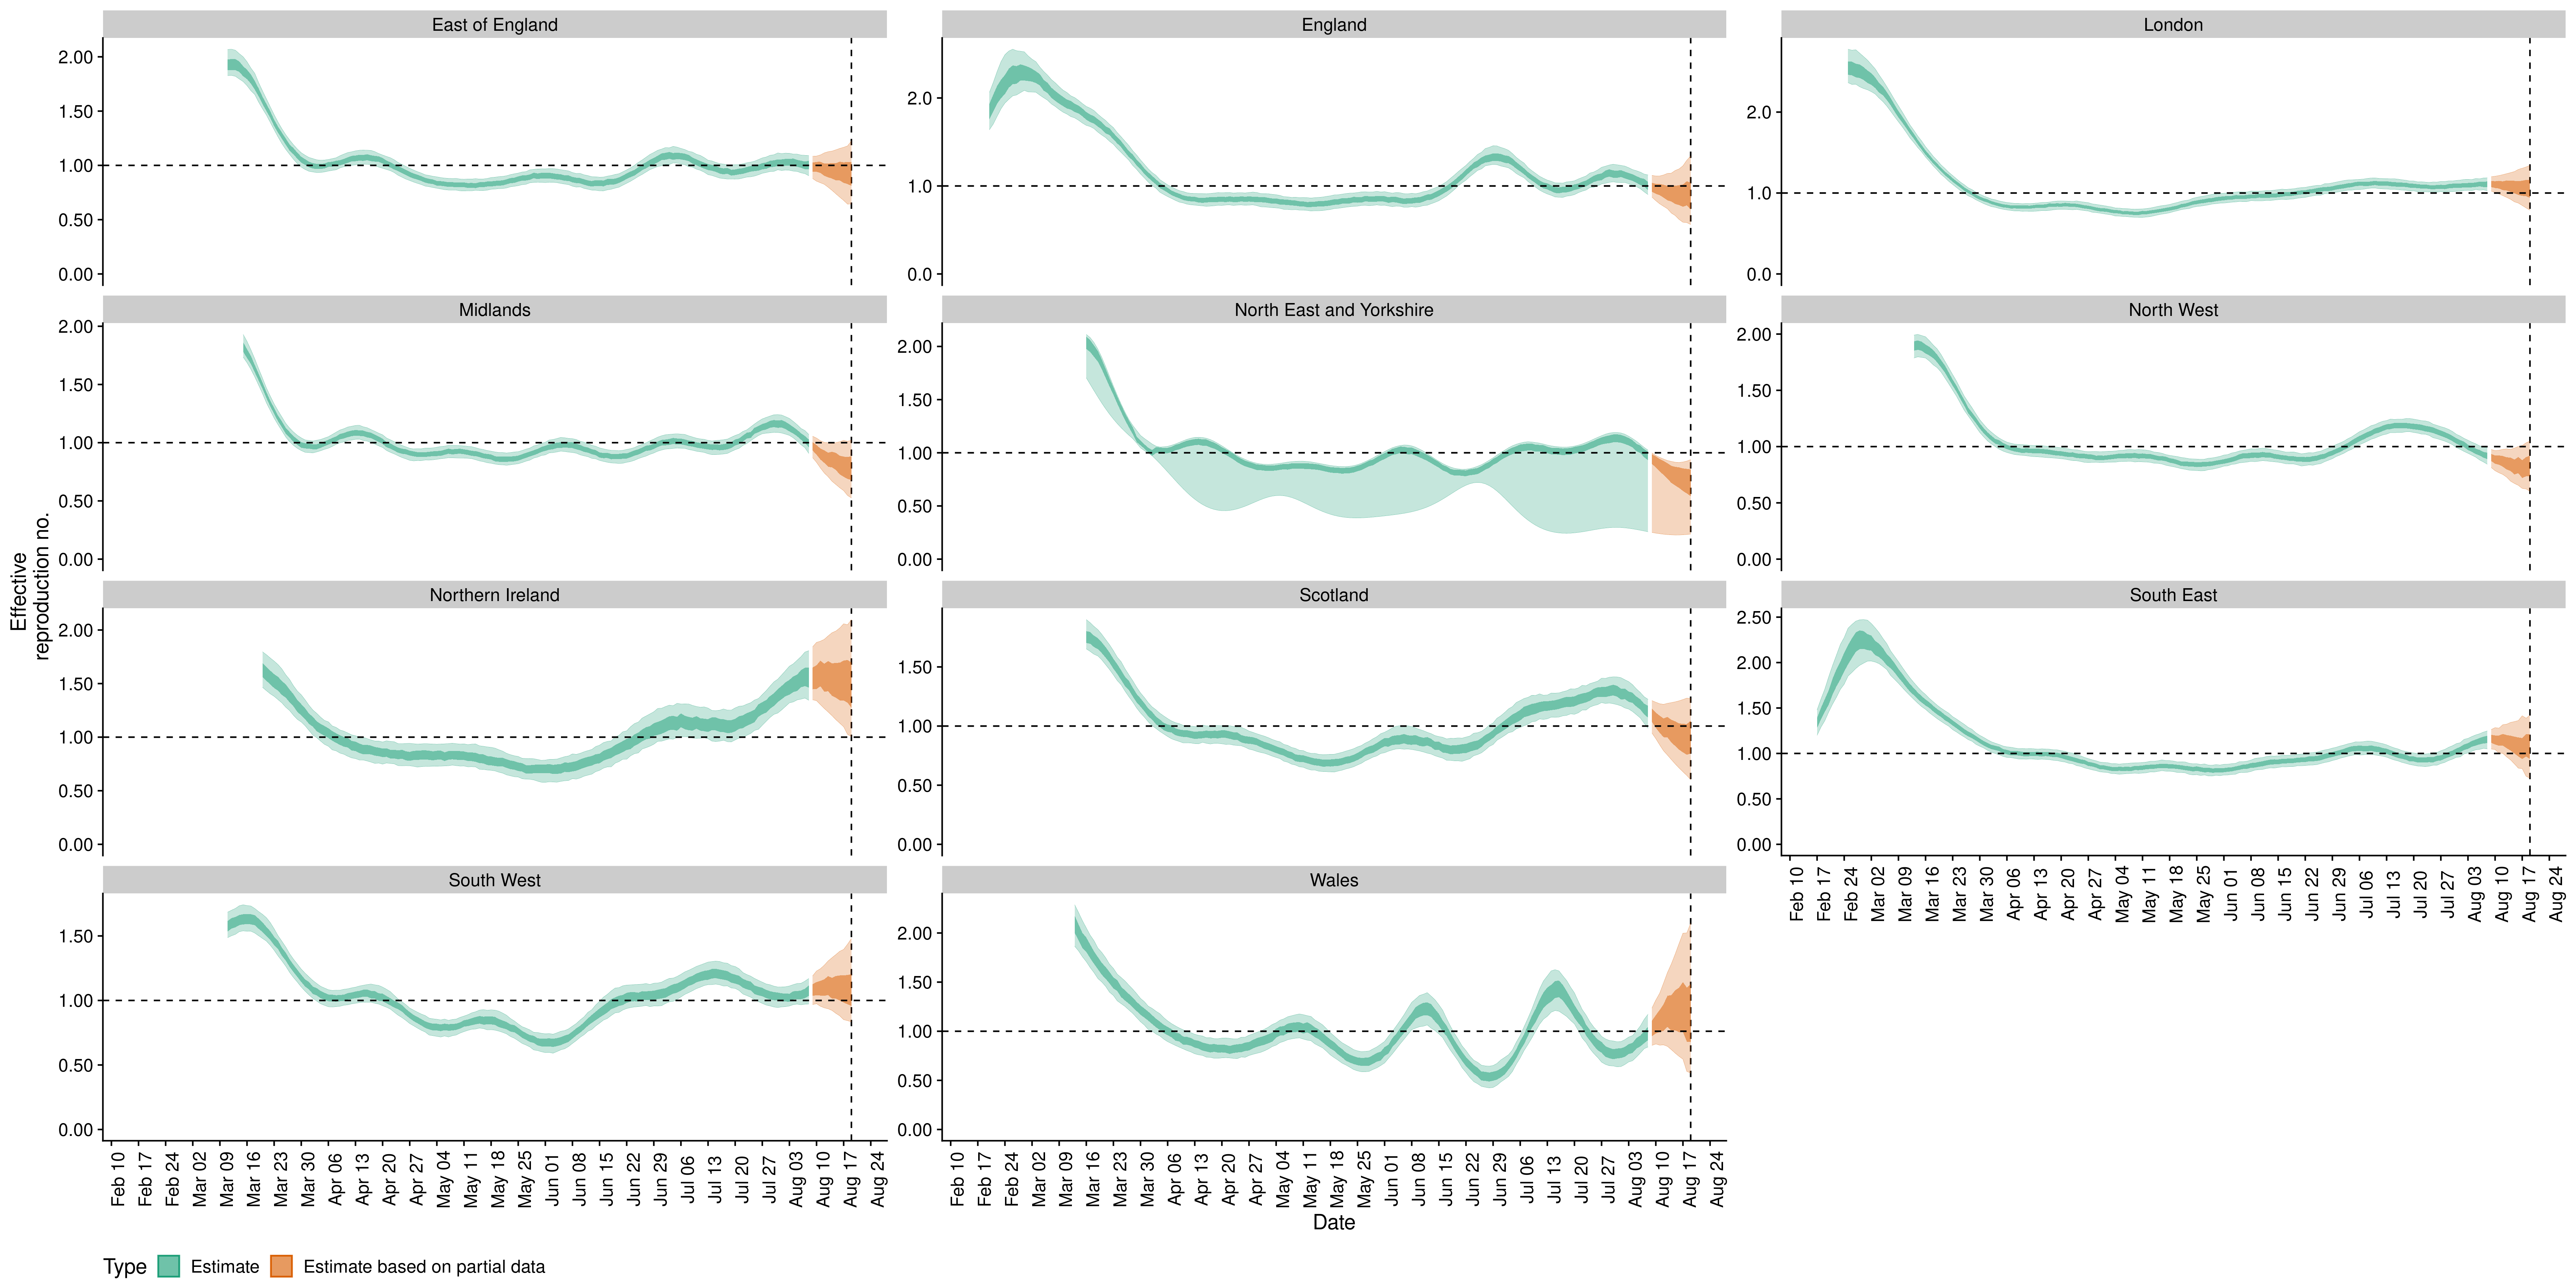 East of England
England
London
2.00
1.50
1.00
0.50
0.00
2.0
1.0
0.0
2.0
1.0
0.0
Midlands
North East and Yorkshire
North West
2.00
1.50
1.00
0.50
0.00
2.00
1.50
1.00
0.50
0.00
2.00
1.50
1.00
0.50
0.00
Effective
reproduction no.
Northern Ireland
Scotland
South East
2.00
1.50
1.00
0.50
0.00
1.50
1.00
0.50
0.00
2.50
2.00
1.50
1.00
0.50
0.00
Feb 10
Feb 17
Feb 24
Mar 02
Mar 09
Mar 16
Mar 23
Mar 30
Apr 06
Apr 13
Apr 20
Apr 27
May 04
May 11
May 18
May 25
Jun 01
Jun 08
Jun 15
Jun 22
Jun 29
Jul 06
Jul 13
Jul 20
Jul 27
Aug 03
Aug 10
Aug 17
Aug 24
South West
Wales
1.50
1.00
0.50
0.00
2.00
1.50
1.00
0.50
0.00
Feb 10
Feb 17
Feb 24
Mar 02
Mar 09
Mar 16
Mar 23
Mar 30
Apr 06
Apr 13
Apr 20
Apr 27
May 04
May 11
May 18
May 25
Jun 01
Jun 08
Jun 15
Jun 22
Jun 29
Jul 06
Jul 13
Jul 20
Jul 27
Aug 03
Aug 10
Aug 17
Aug 24
Feb 10
Feb 17
Feb 24
Mar 02
Mar 09
Mar 16
Mar 23
Mar 30
Apr 06
Apr 13
Apr 20
Apr 27
May 04
May 11
May 18
May 25
Jun 01
Jun 08
Jun 15
Jun 22
Jun 29
Jul 06
Jul 13
Jul 20
Jul 27
Aug 03
Aug 10
Aug 17
Aug 24
Date
Type
Estimate
Estimate based on partial data